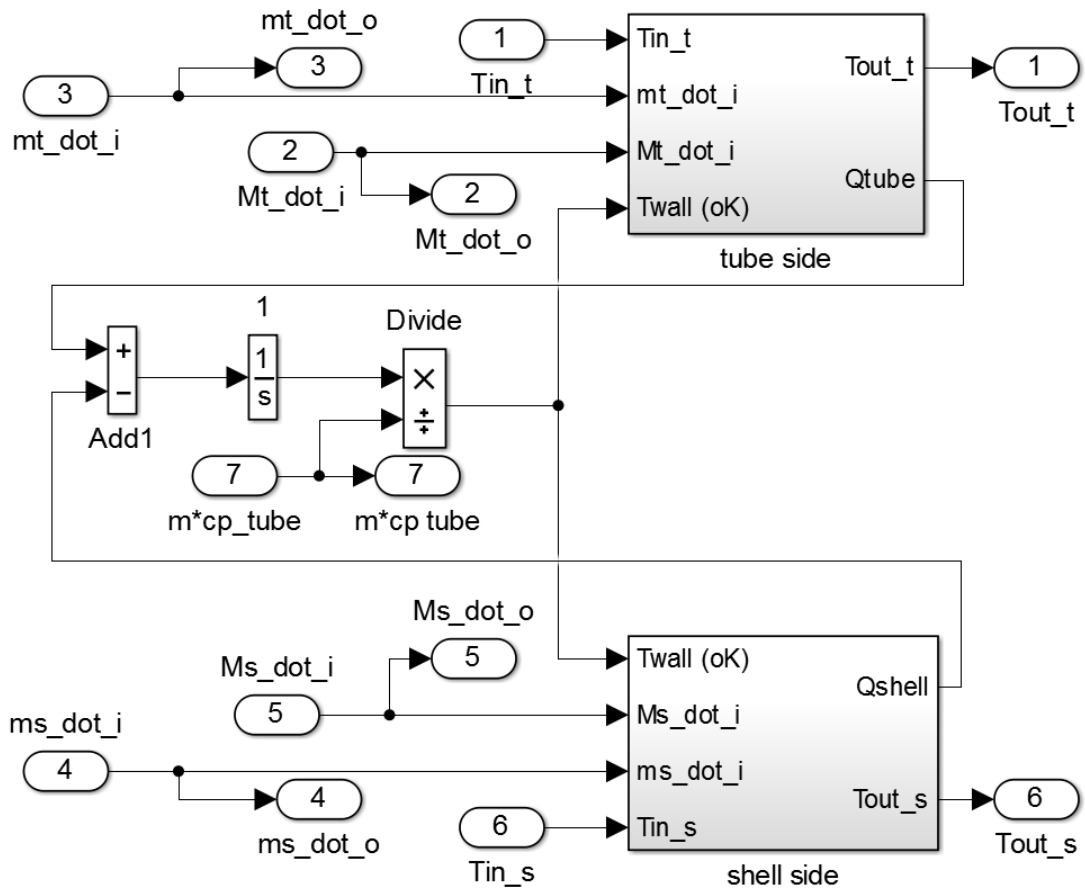 mt_dot_o
3
1
Tin_t
3
mt_dot_i
2
Mt_dot_i
2
Mt_dot_o
Tin_t
mt_dot_i
Mt_dot_i
Twall (oK)
Tout_t
Qtube
tube side
1
Tout_t
+
−
Add1
1
1
s
Divide
×
÷
7
m*cp_tube
7
m*cp tube
Ms_dot_o
5
Ms_dot_i
5
ms_dot_i
4
4
ms_dot_o
6
Tin_s
Twall (oK)
Ms_dot_i
ms_dot_i
Tin_s
Qshell
Tout_s
shell side
6
Tout_s